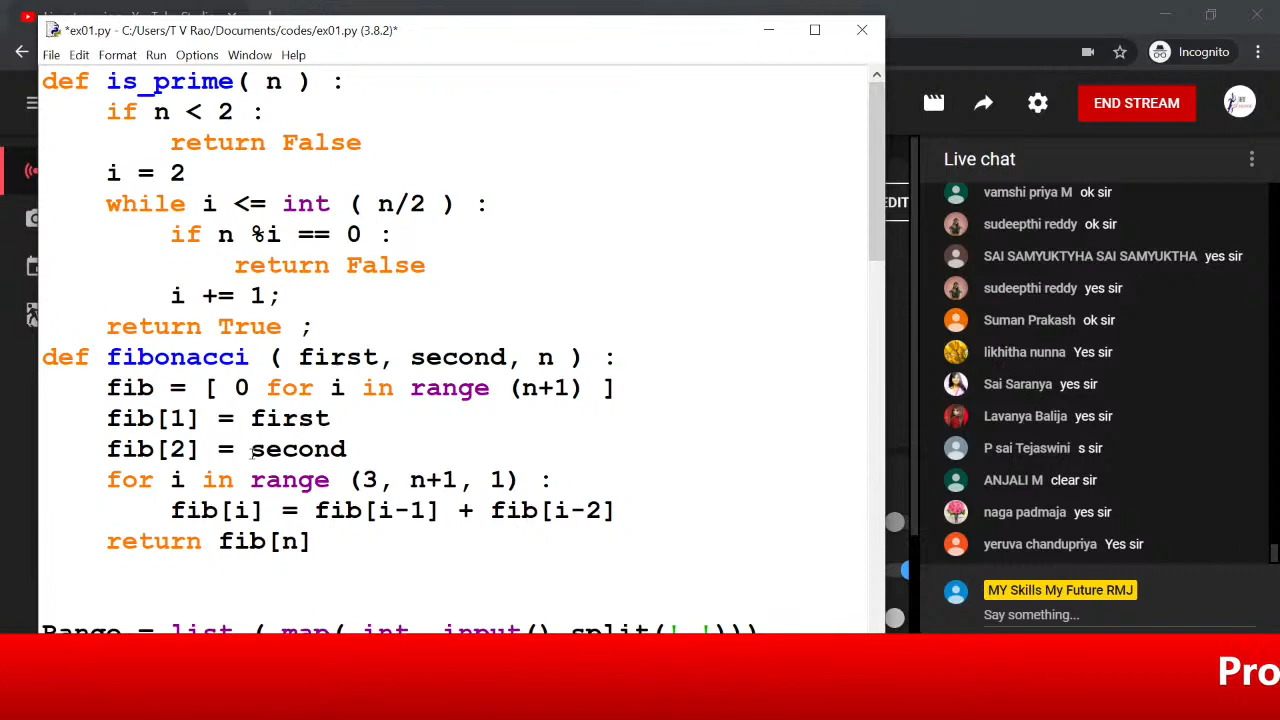 *ex01.py - C:/Users/T V Rao/Documents/codes/ex01.py (3.8.2)*
File Edit Format Run Options Window Help
def is_prime( n ) :
if n < 2 :
return False
i = 2
while i <= int ( n/2 ) :
if n %i == 0 :
return False
i += 1;
return True ;
def fibonacci ( first, second, n ) :
fib = [ 0 for i in range (n+1) ]
fib[1] = first
fib[2] = second
for i in range (3, n+1, 1) :
fib[i] = fib[i-1] + fib[i-2]
return fib[n]
Range = list ( map( int, input().split(' ')))
Incognito
END STREAM
EDIT
Live chat
vamshi priya M ok sir
sudeepthi reddy ok sir
SAI SAMYUKTYHA SAI SAMYUKTHA yes sir
sudeepthi reddy yes sir
Suman Prakash ok sir
likhitha nunna Yes sir
Sai Saranya yes sir
Lavanya Balija yes sir
P sai Tejaswini s sir
ANJALI M clear sir
naga padmaja yes sir
yeruva chandupriya Yes sir
MY Skills My Future RMJ
Say something...
Pro